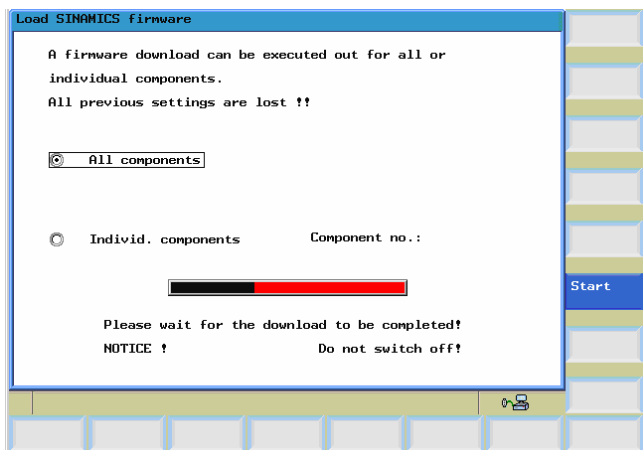 Load SINAMICS firmware
A firmware download can be executed out for all or
individual components.
All previous settings are lost !!
All components
Individ. components Component no.:
Start
Please wait for the download to be completed!
NOTICE ! Do not switch off!